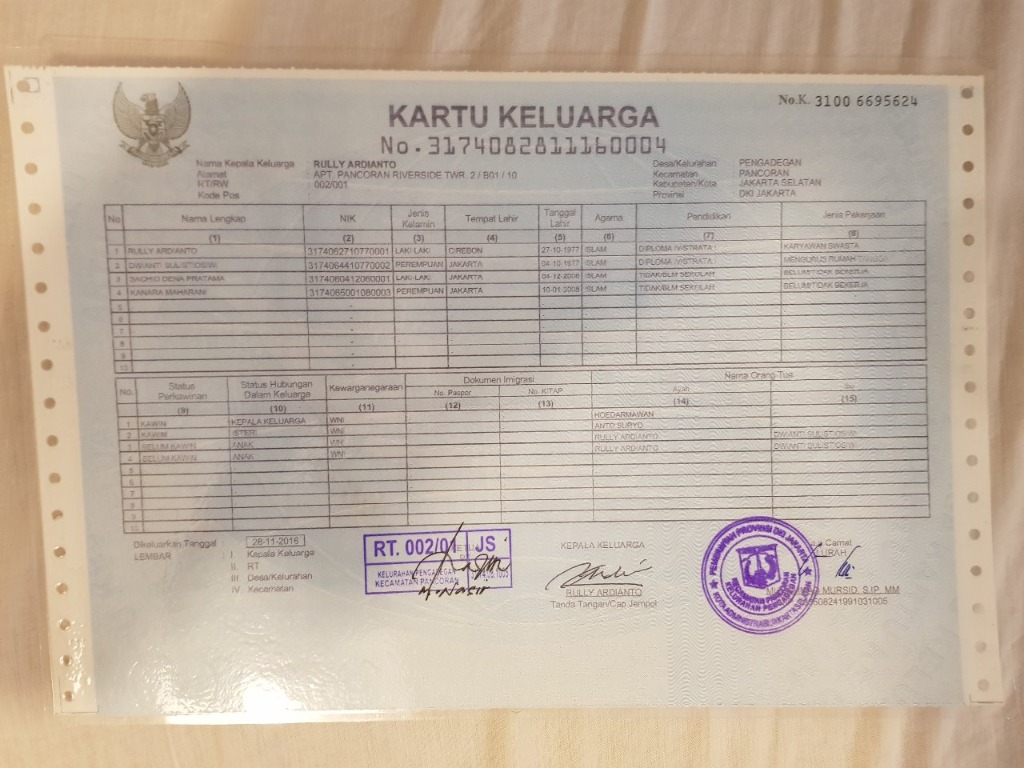 No.K. 3100 6695624
KARTU KELUARGA
No.3174082811160004
Nama Kepala Keluarga : RULLY ARDIANTO
Alamat : APT. PANCORAN RIVERSIDE TWR. 2 / B01 / 10
RT/RW : 002/001
Kode Pos
Desa/Kelurahan : PENGADEGAN
Kecamatan : PANCORAN
Kabupaten/Kota : JAKARTA SELATAN
Provinsi : DKI JAKARTA
No Nama Lengkap NIK Jenis Kelamin Tempat Lahir Tanggal Lahir Agama Pendidikan Jenis Pekerjaan
(1) (2) (3) (4) (5) (6) (7) (8)
1 RULLY ARDIANTO 3174062710770001 LAKI-LAKI CIREBON 27-10-1977 ISLAM DIPLOMA IV/STRATA I KARYAWAN SWASTA
2 DWIANTI SULISTIOSIWI 3174064410770002 PEREMPUAN JAKARTA 04-10-1977 ISLAM DIPLOMA IV/STRATA I MENGURUS RUMAH TANGGA
3 DENA PRATAMA 3174060412060001 LAKI-LAKI JAKARTA 04-12-2006 ISLAM TIDAK/BLM SEKOLAH BELUM/TIDAK BEKERJA
4 KANARA MAHARANI 3174065001080003 PEREMPUAN JAKARTA 10-01-2008 ISLAM TIDAK/BLM SEKOLAH BELUM/TIDAK BEKERJA
5
6
7
8
9
10
No. Status Perkawinan Status Hubungan Dalam Keluarga Kewarganegaraan Dokumen Imigrasi Nama Orang Tua
No. Paspor No. KITAP Ayah Ibu
(9) (10) (11) (12) (13) (14) (15)
1 KAWIN KEPALA KELUARGA WNI HOEDARMAWAN
2 KAWIN ISTERI WNI ANTO SURYO
3 BELUM KAWIN ANAK WNI RULLY ARDIANTO DWIANTI SULISTIOSIWI
4 BELUM KAWIN ANAK WNI RULLY ARDIANTO DWIANTI SULISTIOSIWI
5
6
7
8
9
10
Dikeluarkan Tanggal : 28-11-2016
LEMBAR : I. Kepala Keluarga
II. RT
III. Desa/Kelurahan
IV. Kecamatan
RT. 002/01 JS
KELURAHAN PENGADEGAN
KECAMATAN PANCORAN
M. Nasir
KEPALA KELUARGA
RULLY ARDIANTO
Tanda Tangan/Cap Jempol
Camat
LURAH
MURSID, S.IP, MM
608241991031005
PEMERINTAH PROVINSI DKI JAKARTA
KECAMATAN PANCORAN
KELURAHAN PENGADEGAN
KOTA ADMINISTRASI JAKARTA SELATAN